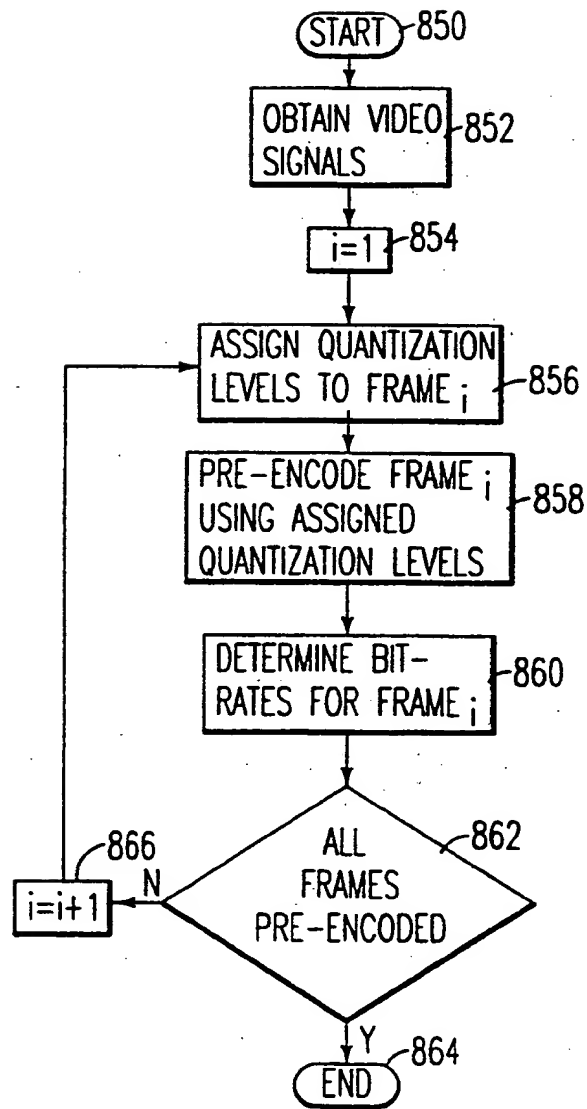 START 850
OBTAIN VIDEO
SIGNALS
852
i=1
854
ASSIGN QUANTIZATION
LEVELS TO FRAME i
856
PRE-ENCODE FRAME i
USING ASSIGNED
QUANTIZATION LEVELS
858
DETERMINE BIT-
RATES FOR FRAME i
860
ALL
FRAMES
PRE-ENCODED
862
N
866
i=i+1
Y
END 864